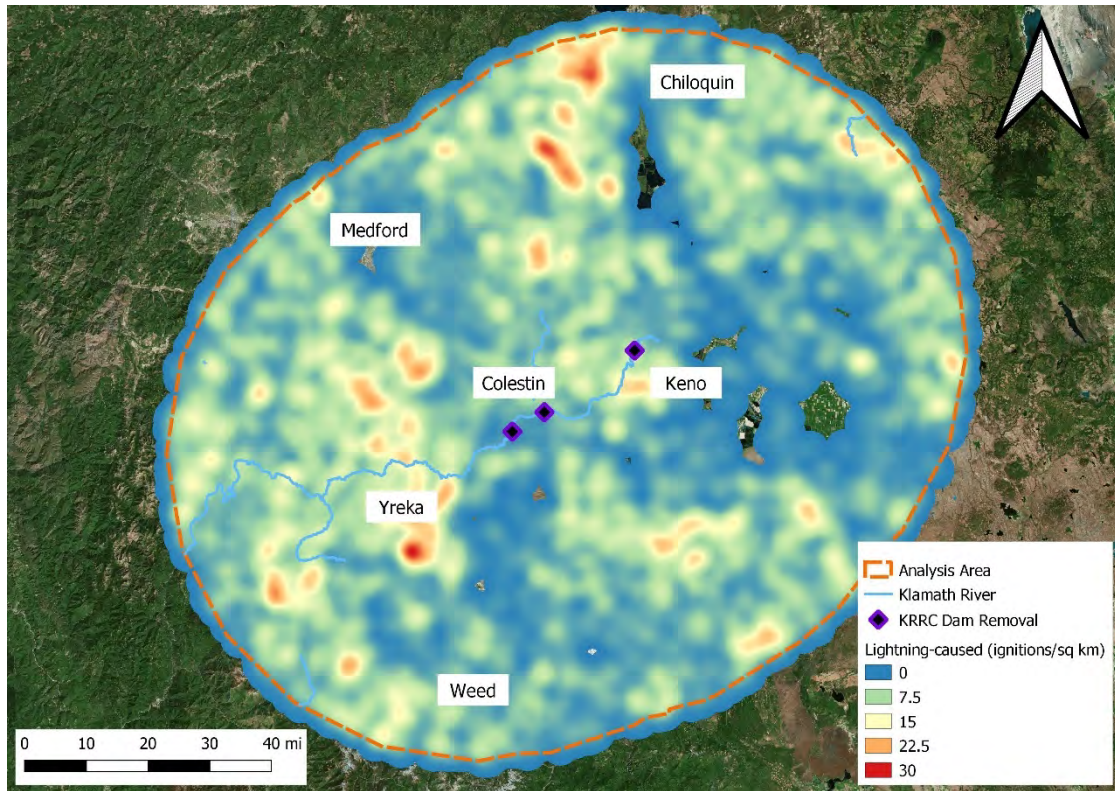 Chiloquin
Medford
Colestin
Keno
Yreka
Weed
Analysis Area
Klamath River
KRRC Dam Removal
Lightning-caused (ignitions/sq km)
0
7.5
15
22.5
30
0 10 20 30 40 mi